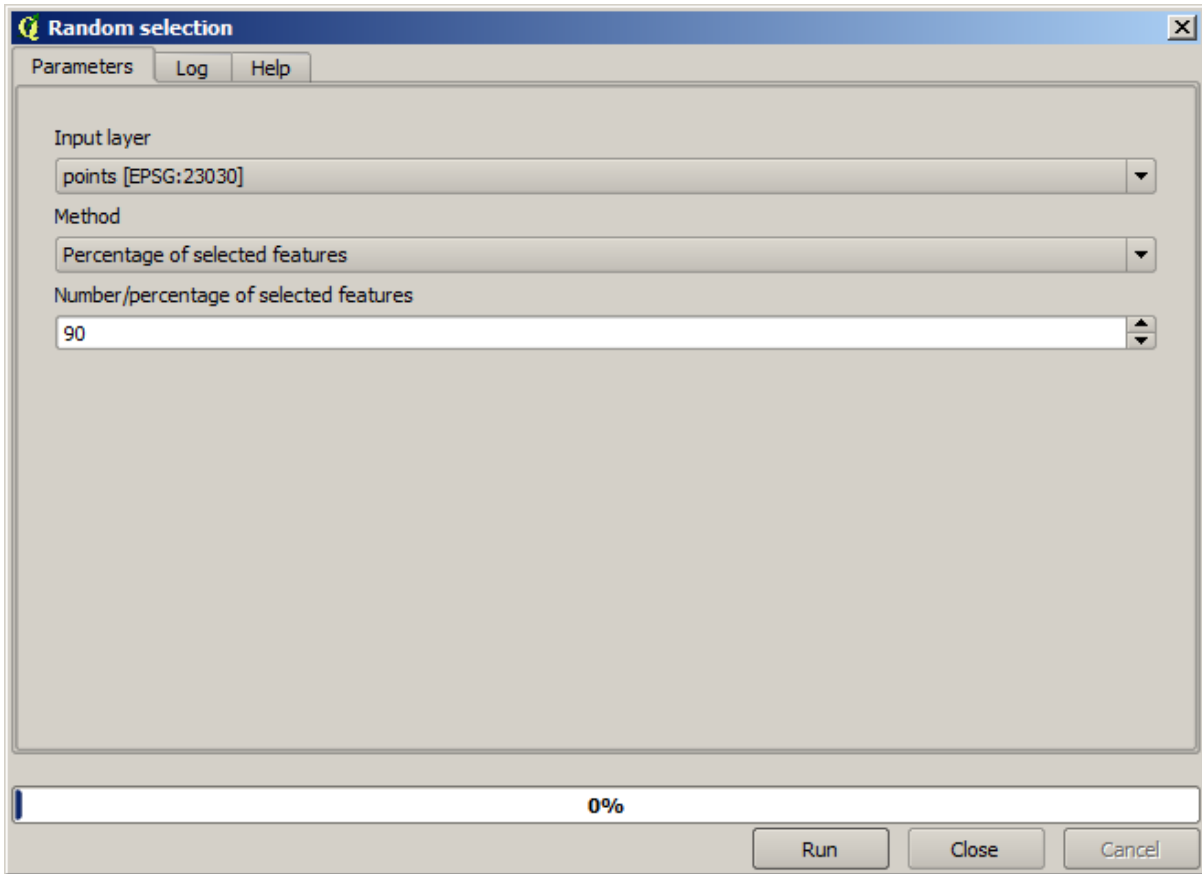 Random selection
Parameters Log Help
Input layer
points [EPSG:23030]
Method
Percentage of selected features
Number/percentage of selected features
90
0%
Run Close Cancel